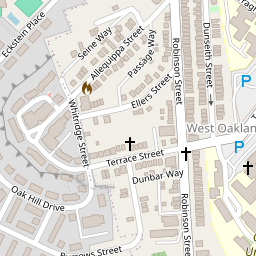 Eckstein Place
Seine Way
Allequippa Street
Passage Way
Robinson Street
Dunseith Street
P
Ellers Street
Whitridge Street
West Oakla
P
Terrace Street
Dunbar Way
Oak Hill Drive
Robinson Street
Burrows Street